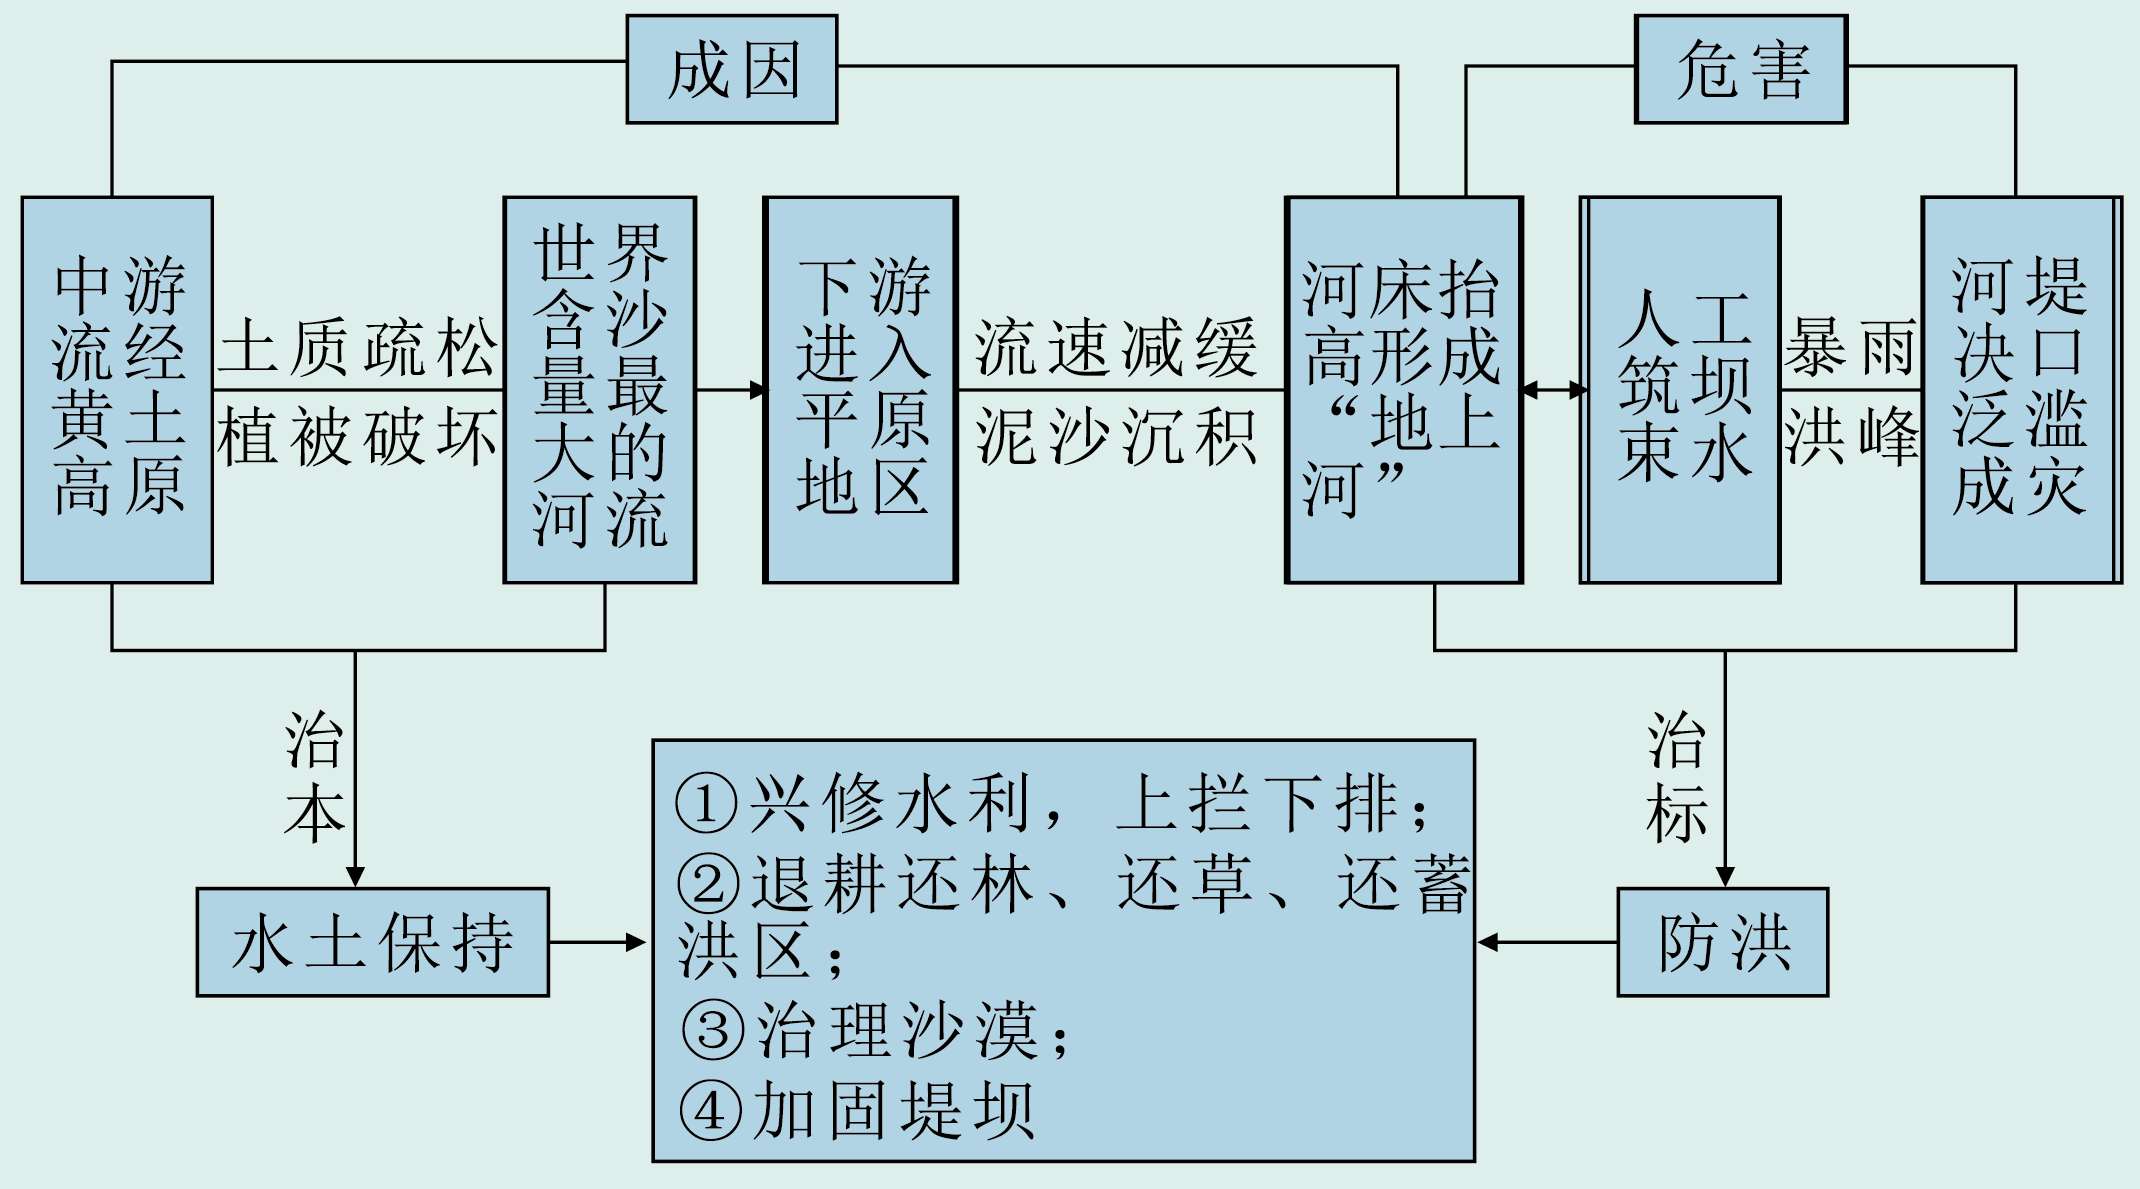 成因
危害
中游
流经
黄土
高原
土质疏松
植被破坏
世界
含沙
量最
大的
河流
下游
进入
平原
地区
流速减缓
泥沙沉积
河床抬
高形成
“地上
河”
人工
筑坝
束水
暴雨
洪峰
河堤
决口
泛滥
成灾
治
本
治
标
水土保持
①兴修水利，上拦下排；
②退耕还林、还草、还蓄
洪区；
③治理沙漠；
④加固堤坝
防洪